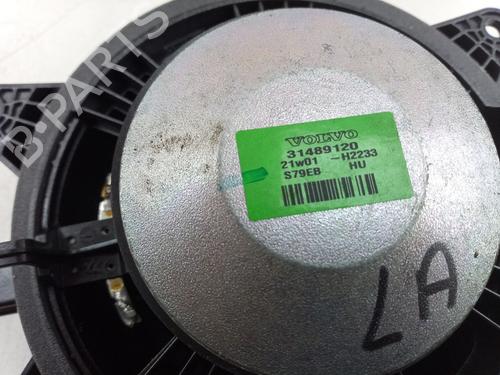 B-PARTS
VOLVO
31489120
21w01 -H2233
S79EB HU
LA